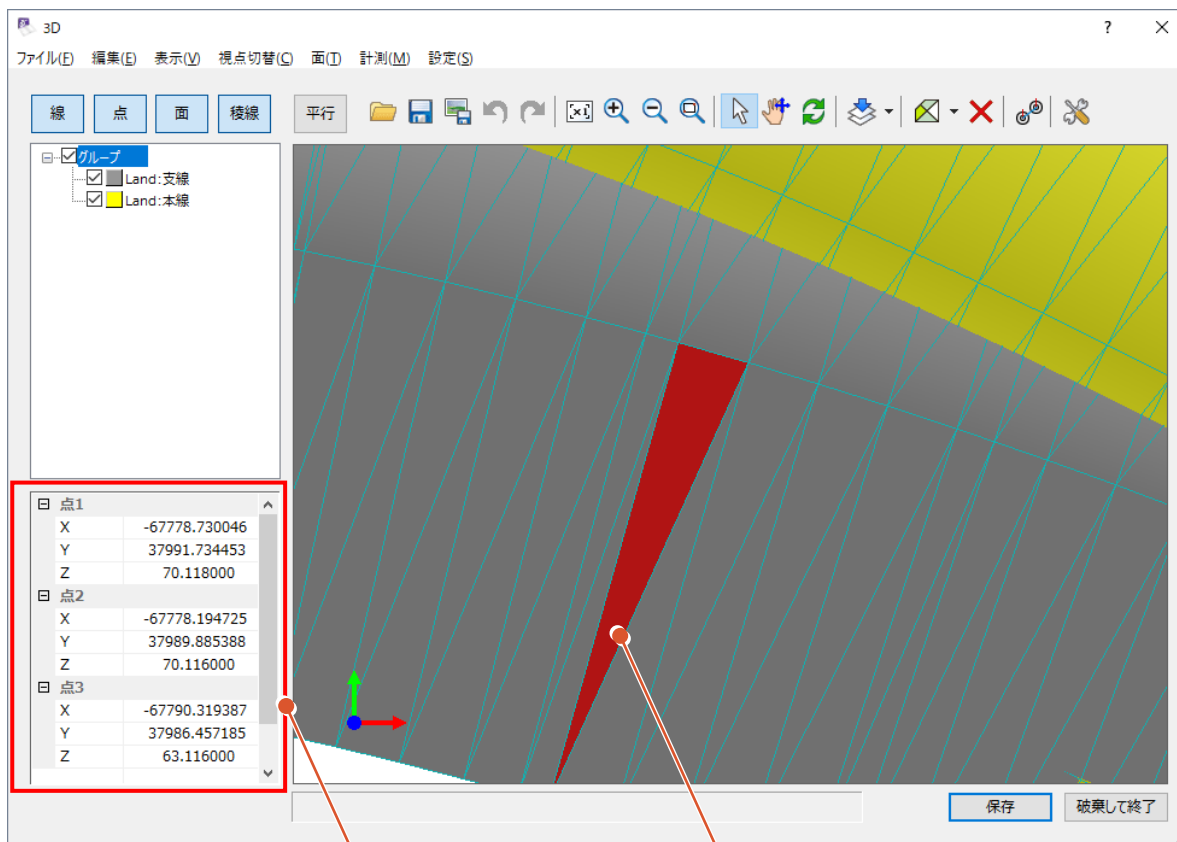 3D
ファイル(F) 編集(E) 表示(V) 視点切替(C) 面(T) 計測(M) 設定(S)
線 点 面 稜線 平行
グループ
Land:支線
Land:本線
点1
X -67778.730046
Y 37991.734453
Z 70.118000
点2
X -67778.194725
Y 37989.885388
Z 70.116000
点3
X -67790.319387
Y 37986.457185
Z 63.116000
保存 破棄して終了